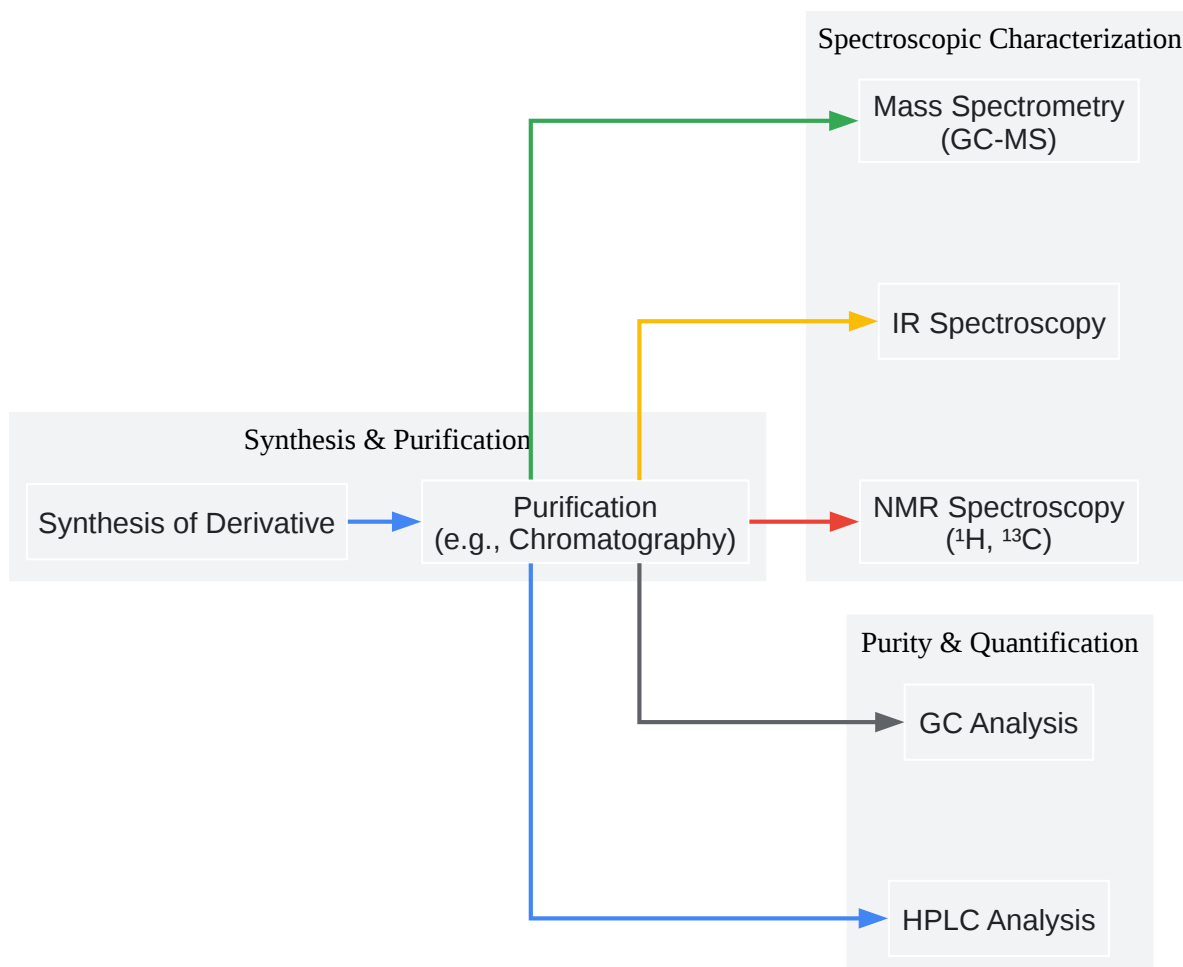 Spectroscopic Characterization
Mass Spectrometry
(GC-MS)
IR Spectroscopy
Synthesis & Purification
Synthesis of Derivative
Purification
(e.g., Chromatography)
NMR Spectroscopy
(¹H, ¹³C)
Purity & Quantification
GC Analysis
HPLC Analysis